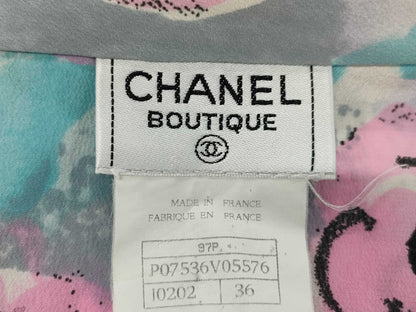 CHANEL
BOUTIQUE
MADE IN FRANCE
FABRIQUE EN FRANCE
97P.
P07536V05576
10202 36